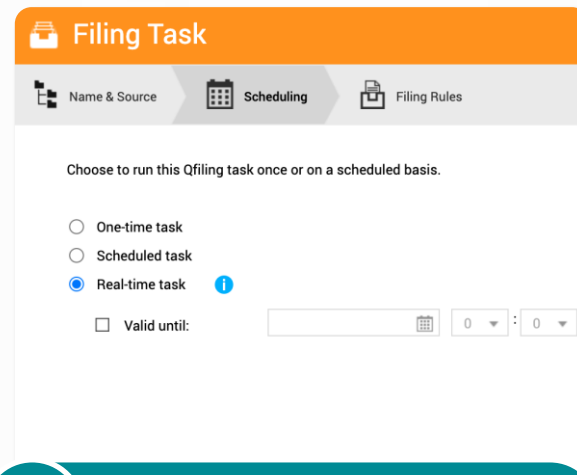 Filing Task
Name & Source Scheduling Filing Rules
Choose to run this Qfiling task once or on a scheduled basis.
One-time task
Scheduled task
Real-time task i
Valid until: 0 : 0